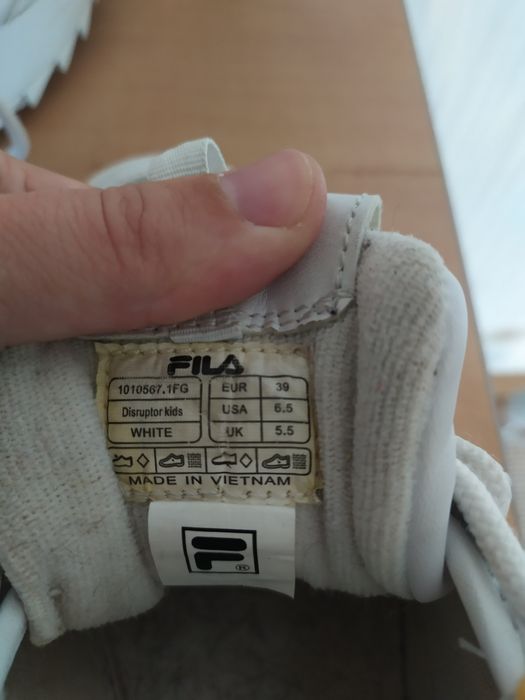 FILA
1010567.1FG EUR 39
Disruptor kids USA 6.5
WHITE UK 5.5
MADE IN VIETNAM
F ®